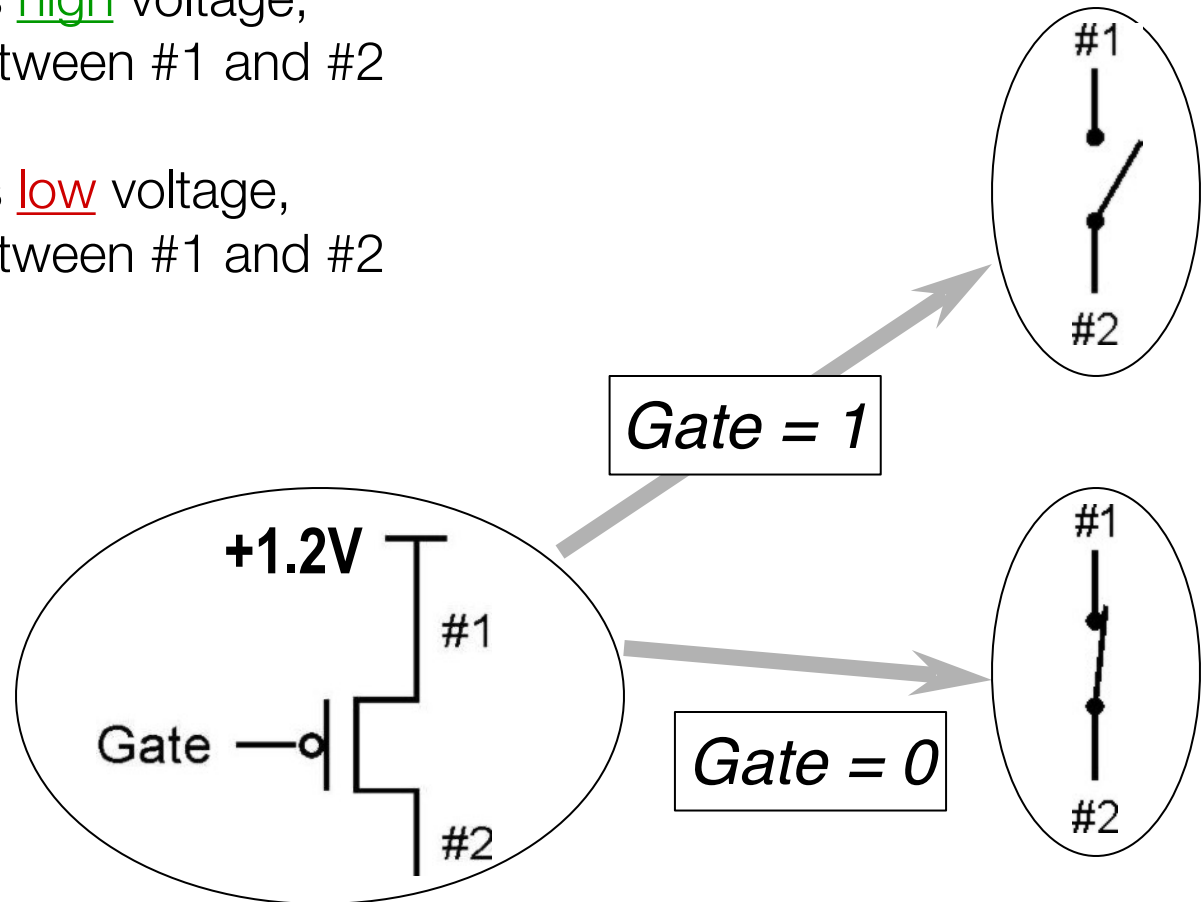 high voltage,
tween #1 and #2
low voltage,
tween #1 and #2
#1
#2
Gate = 1
+1.2V
#1
Gate
#2
#1
Gate = 0
#2